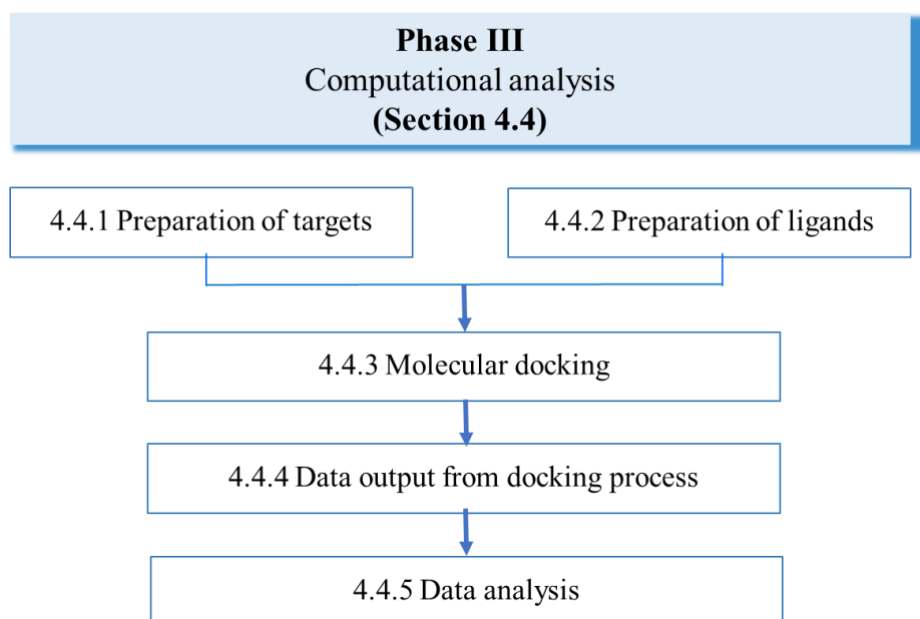 Phase III
Computational analysis
(Section 4.4)
4.4.1 Preparation of targets
4.4.2 Preparation of ligands
4.4.3 Molecular docking
4.4.4 Data output from docking process
4.4.5 Data analysis